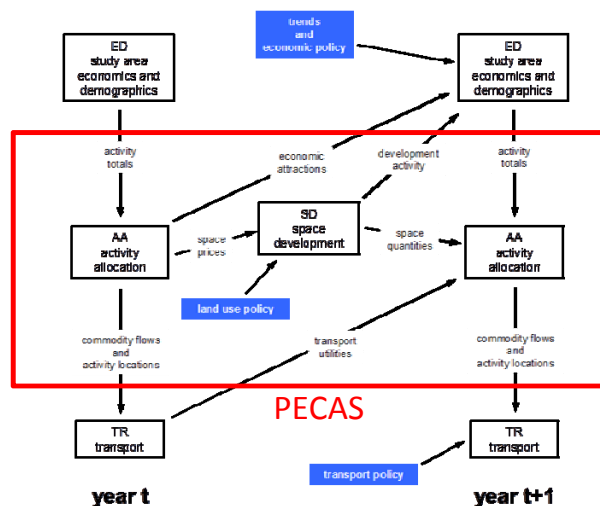 trends
and
economic policy
ED
study area
economics and
demographics
ED
study area
economics and
demographics
activity
totals
economic
attractions
development
activity
activity
totals
AA
activity
allocation
space
prices
SD
space
development
space
quantities
AA
activity
allocation
land use policy
commodity flows
and
activity locations
transport
utilities
commodity flows
and
activity locations
PECAS
TR
transport
TR
transport
transport policy
year t
year t+1